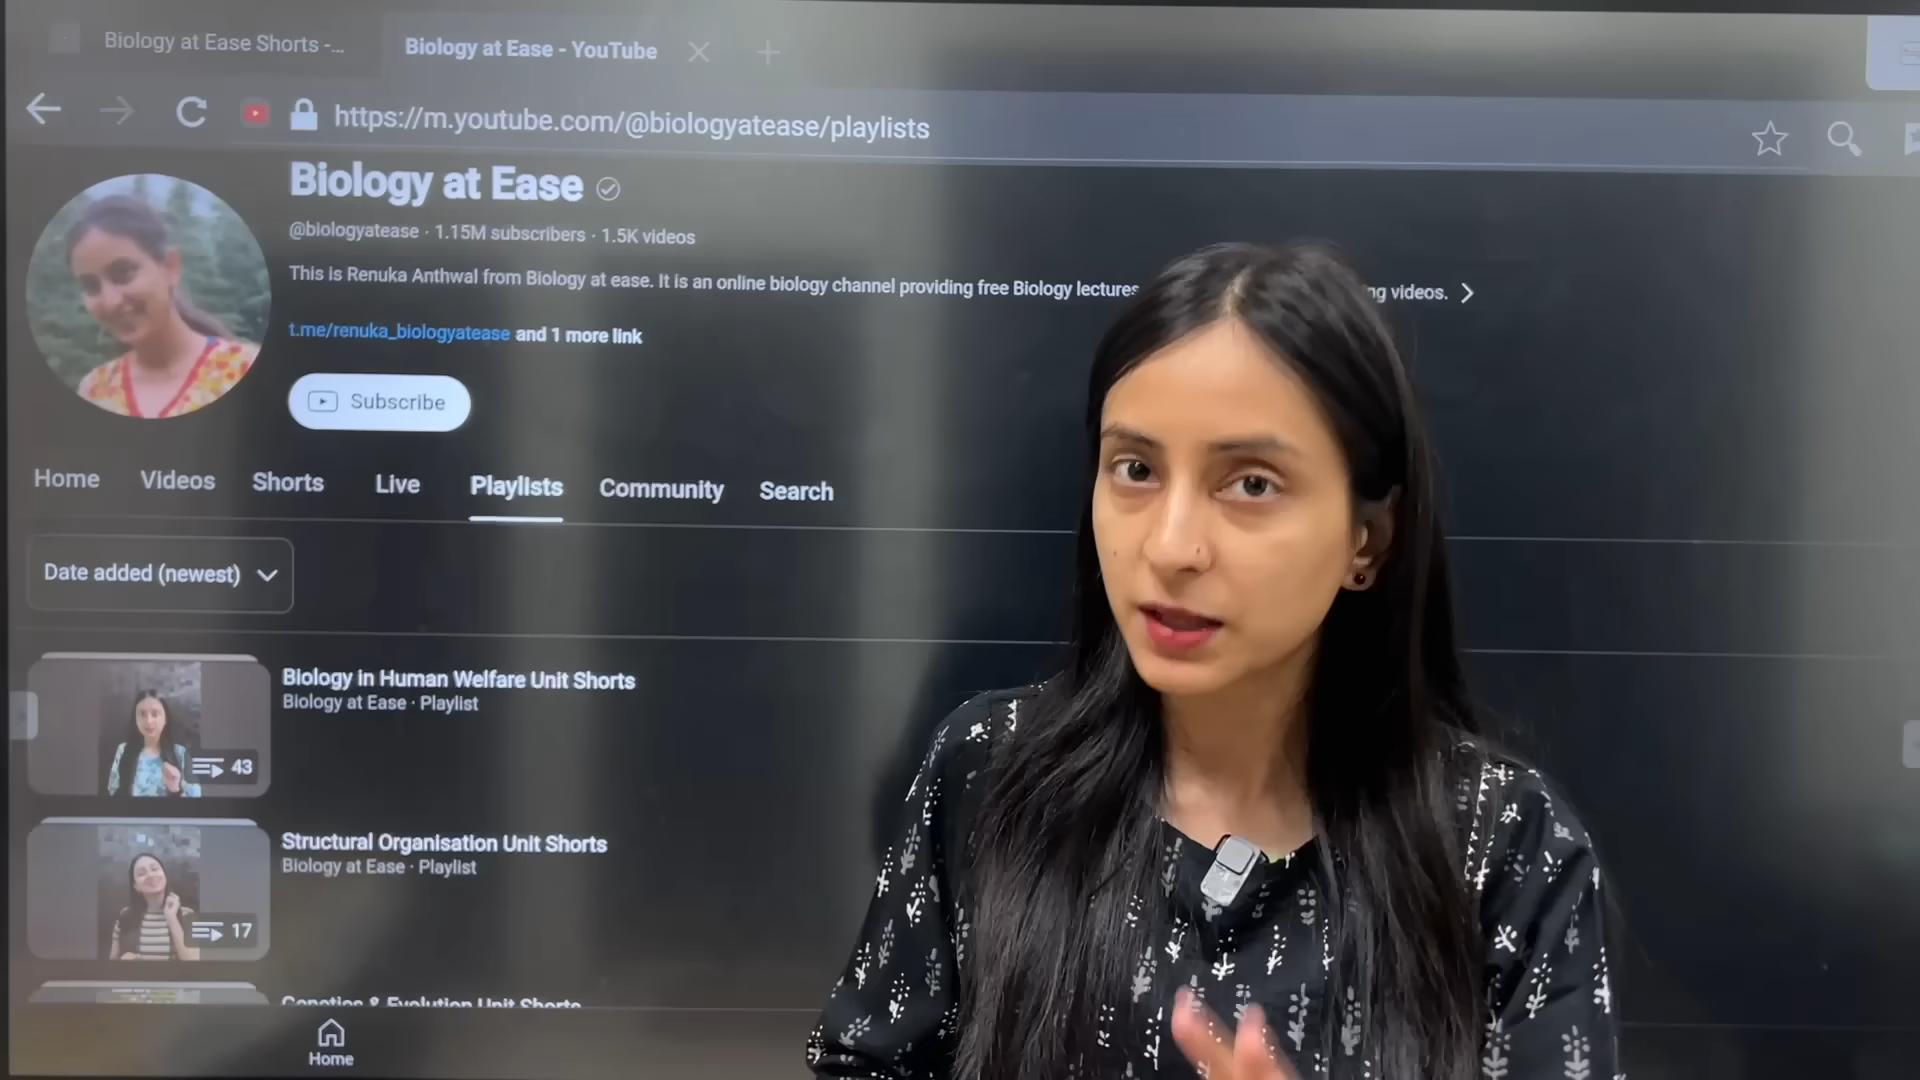 Biology at Ease Shorts -...
Biology at Ease - YouTube
https://m.youtube.com/@biologyatease/playlists
Biology at Ease
@biologyatease · 1.15M subscribers · 1.5K videos
This is Renuka Anthwal from Biology at ease. It is an online biology channel providing free Biology lectures ng videos.
t.me/renuka_biologyatease and 1 more link
Subscribe
Home Videos Shorts Live Playlists Community Search
Date added (newest)
Biology in Human Welfare Unit Shorts
Biology at Ease · Playlist
43
Structural Organisation Unit Shorts
Biology at Ease · Playlist
17
Genetics & Evolution Unit Shorts
Home